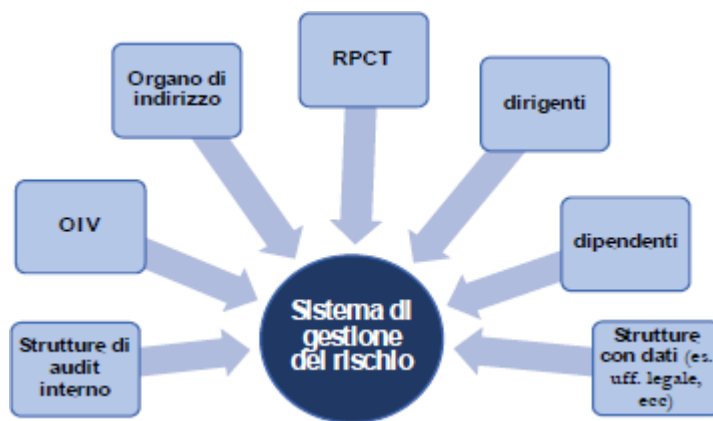 RPCT
Organo di
indirizzo
dirigenti
OIV
dipendenti
Sistema di
gestione
del rischio
Strutture di
audit
interno
Strutture
con dati (es.
uff. legale,
ecc)